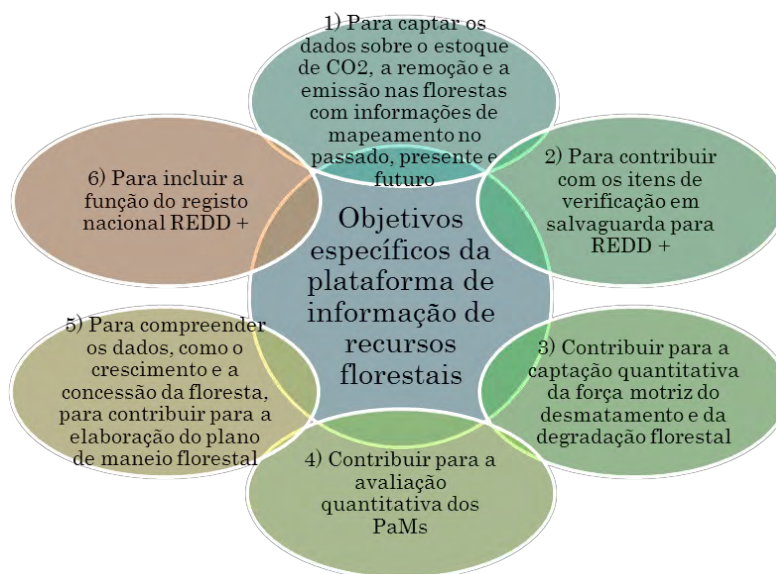 1) Para captar os
dados sobre o estoque
de CO2, a remoção e a
emissão nas florestas
com informações de
mapeamento no
passado, presente e
futuro
2) Para contribuir
com os itens de
verificação em
salvaguarda para
REDD +
3) Contribuir para a
captação quantitativa
da força motriz do
desmatamento e da
degradação florestal
4) Contribuir para a
avaliação
quantitativa dos
PaMs
5) Para compreender
os dados, como o
crescimento e a
concessão da floresta,
para contribuir para a
elaboração do plano
de maneio florestal
6) Para incluir a
função do registo
nacional REDD +
Objetivos
específicos da
plataforma de
informação de
recursos
florestais